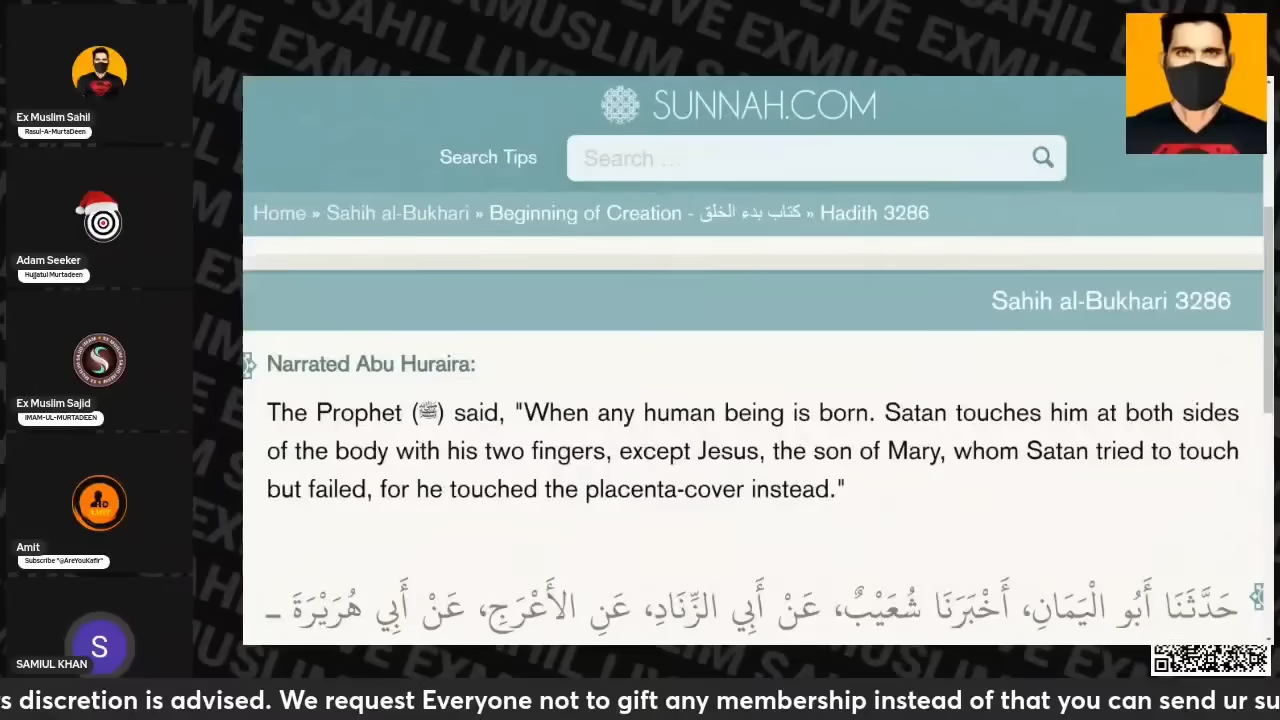 Ex Muslim Sahil
Rasul-A-MurtaDeen
Adam Seeker
Hujjatul Murtadeen
Ex Muslim Sajid
IMAM-UL-MURTADEEN
Amit
Subscribe "@AreYouKafir"
S
SAMIUL KHAN
SUNNAH.COM
Search Tips
Search ...
Home » Sahih al-Bukhari » Beginning of Creation - كتاب بدء الخلق » Hadith 3286
Sahih al-Bukhari 3286
Narrated Abu Huraira:
The Prophet (ﷺ) said, "When any human being is born. Satan touches him at both sides
of the body with his two fingers, except Jesus, the son of Mary, whom Satan tried to touch
but failed, for he touched the placenta-cover instead."
حَدَّثَنَا أَبُو الْيَمَانِ، أَخْبَرَنَا شُعَيْبٌ، عَنْ أَبِي الزِّنَادِ، عَنِ الأَعْرَجِ، عَنْ أَبِي هُرَيْرَةَ ـ
s discretion is advised. We request Everyone not to gift any membership instead of that you can send ur su